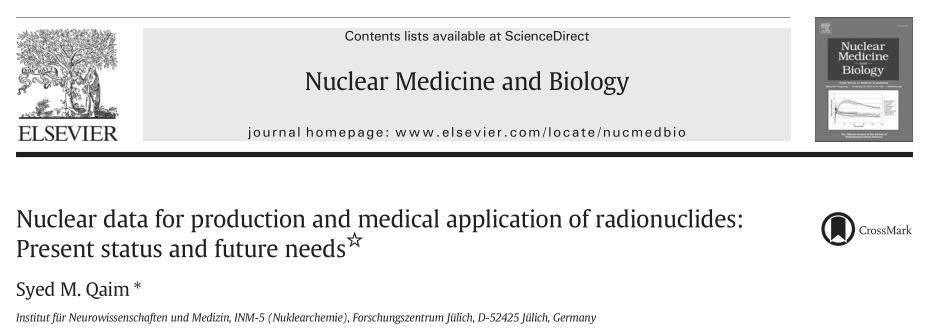 Contents lists available at ScienceDirect
Nuclear Medicine and Biology
journal homepage: www.elsevier.com/locate/nucmedbio
ELSEVIER
Nuclear
Medicine
and
Biology
Nuclear data for production and medical application of radionuclides:
Present status and future needs☆
CrossMark
Syed M. Qaim *
Institut für Neurowissenschaften und Medizin, INM-5 (Nuklearchemie), Forschungszentrum Jülich, D-52425 Jülich, Germany